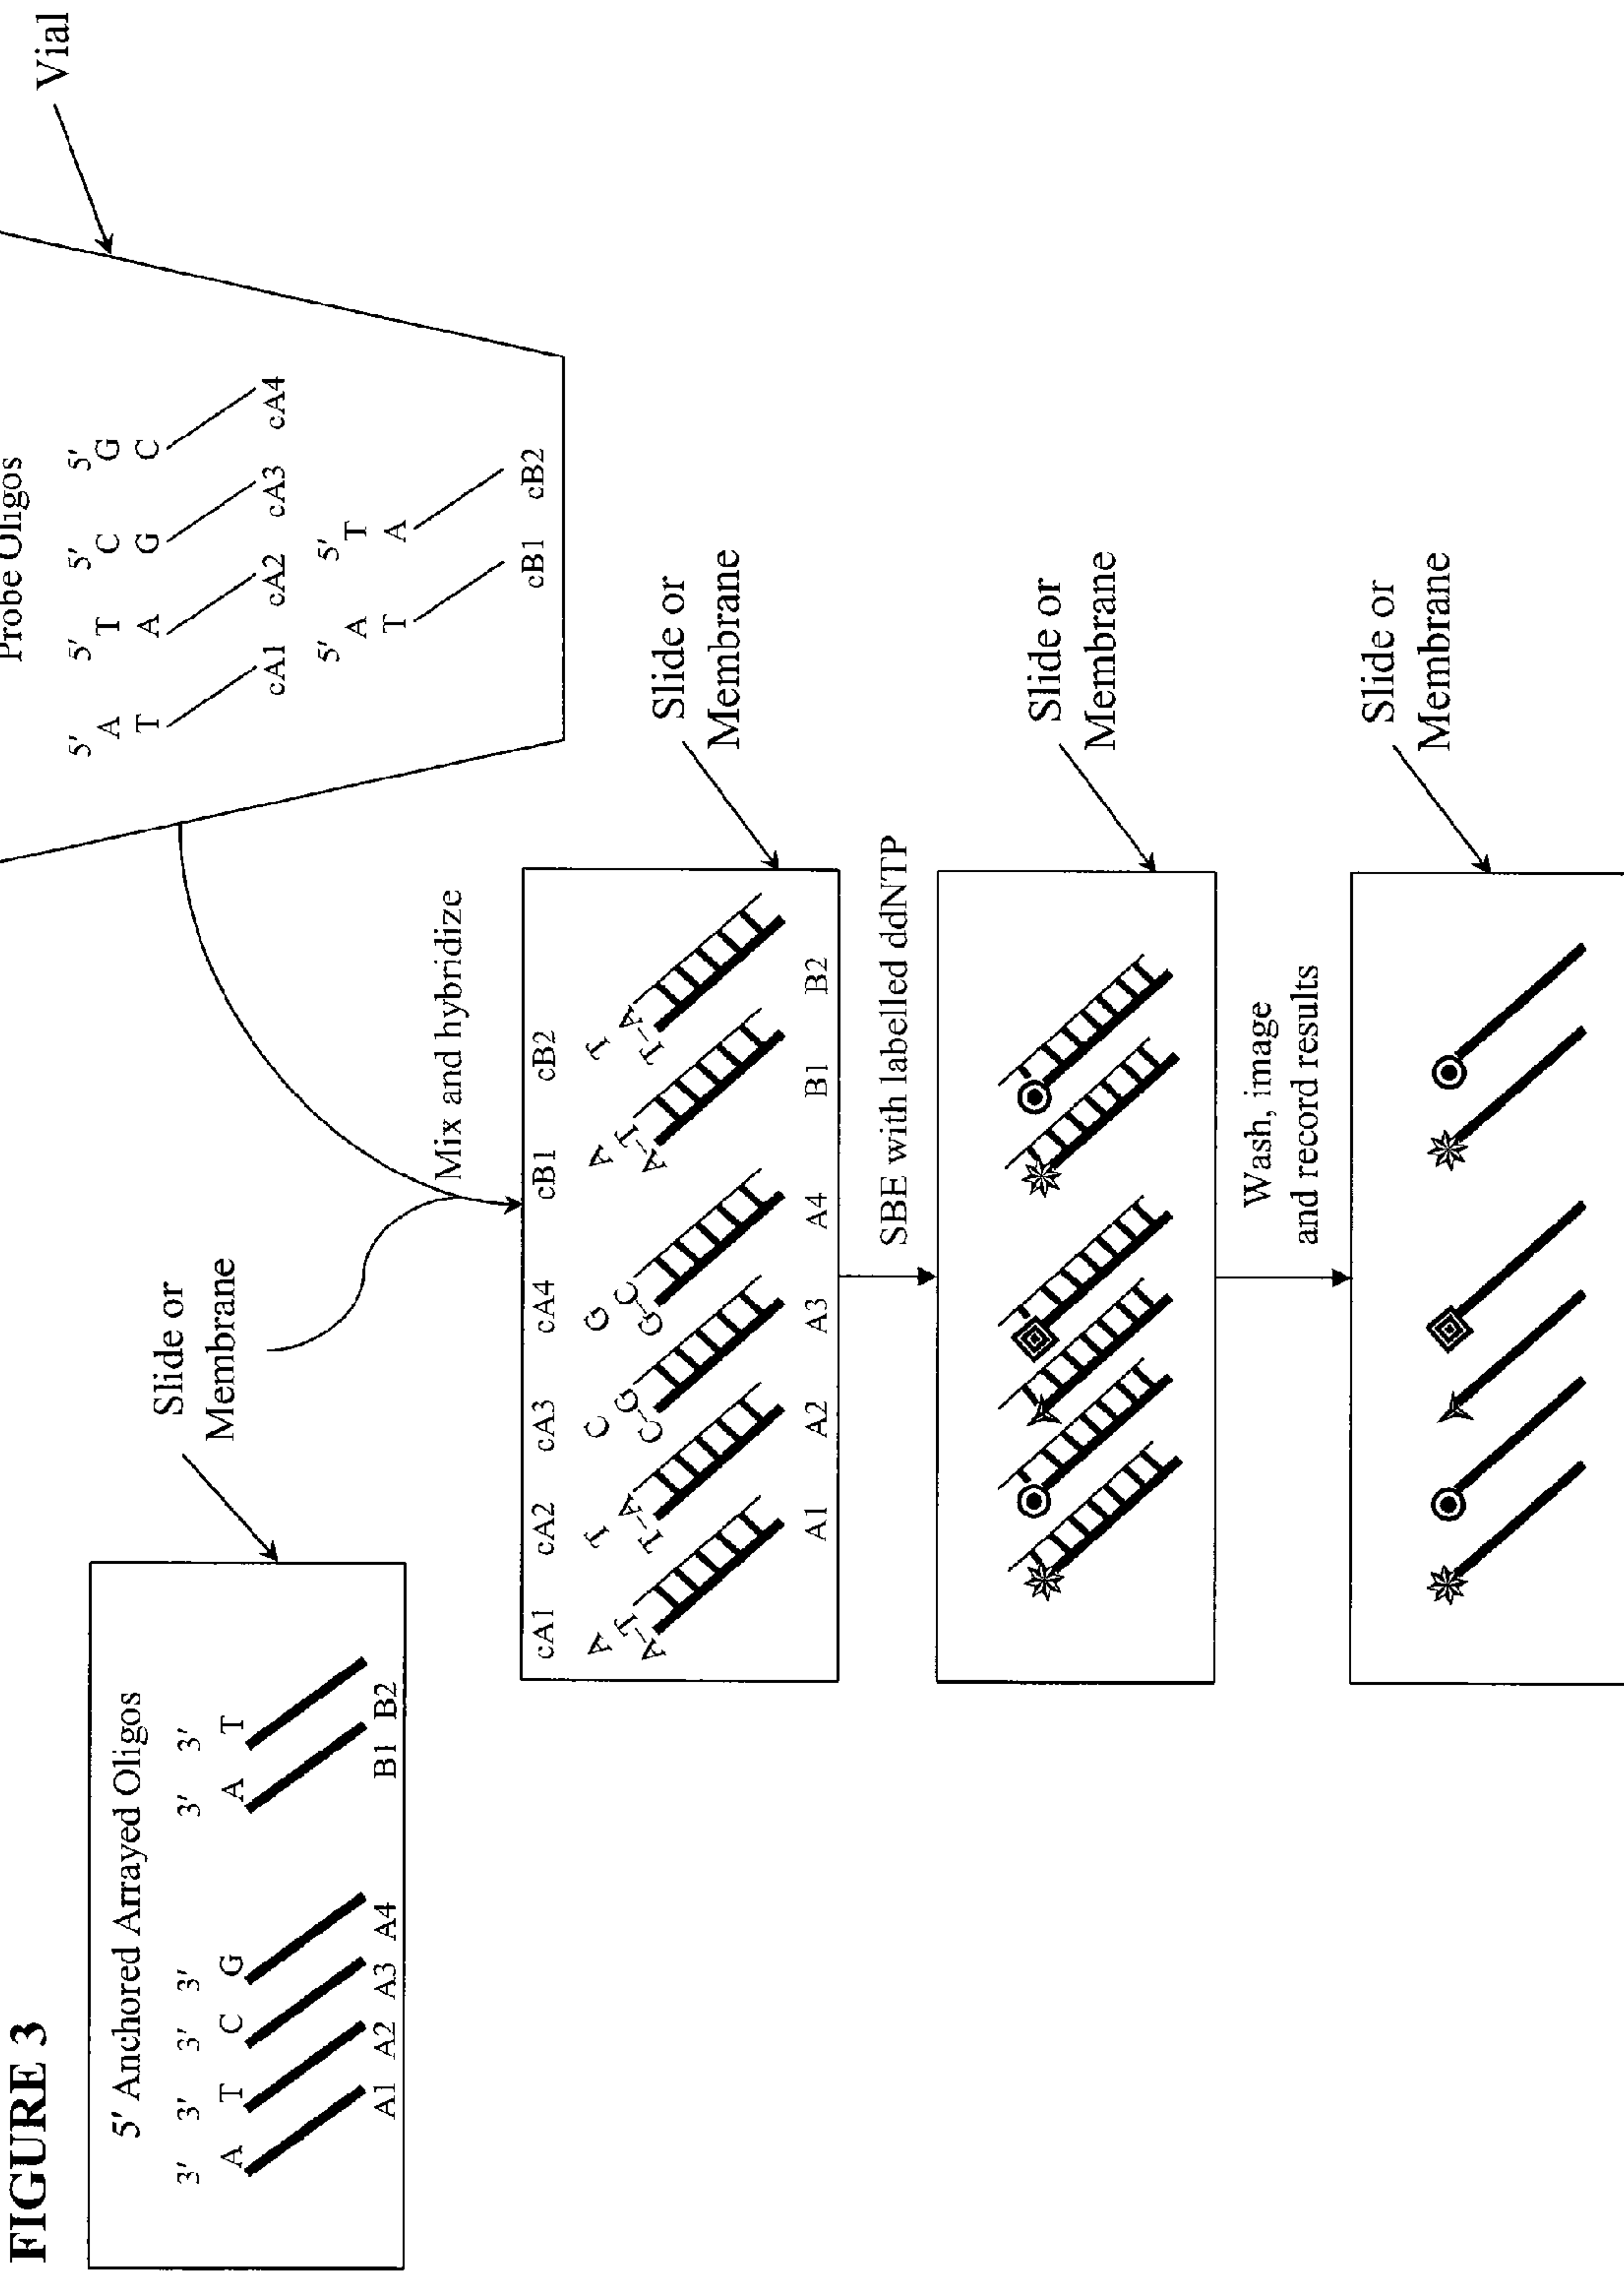 FIGURE 3
5' Anchored Arrayed Oligos
3' 3' 3' 3' 3' 3'
A T C G A T
A1 A2 A3 A4 B1 B2
Slide or
Membrane
Probe Oligos
5' 5' 5' 5'
A T C G
T A G C
cA1 cA2 cA3 cA4
5' 5'
A T
T A
cB1 cB2
Vial
Mix and hybridize
cA1 cA2 cA3 cA4 cB1 cB2
A T C G A T
T A G C T A
A T C G A T
A1 A2 A3 A4 B1 B2
Slide or
Membrane
SBE with labelled ddNTP
Slide or
Membrane
Wash, image
and record results
Slide or
Membrane